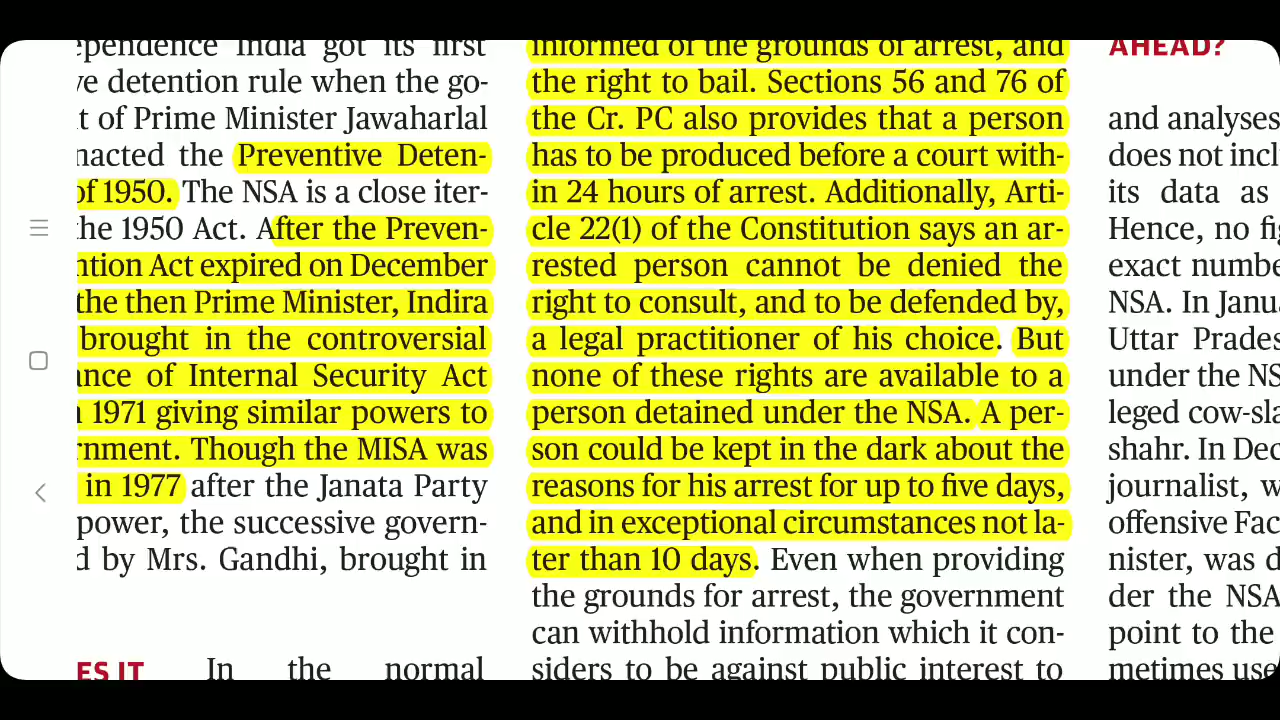 ependence India got its first
ve detention rule when the go-
t of Prime Minister Jawaharlal
nacted the Preventive Deten-
of 1950. The NSA is a close iter-
the 1950 Act. After the Preven-
ntion Act expired on December
the then Prime Minister, Indira
brought in the controversial
ance of Internal Security Act
1971 giving similar powers to
rnment. Though the MISA was
in 1977 after the Janata Party
power, the successive govern-
d by Mrs. Gandhi, brought in
ES IT In the normal
informed of the grounds of arrest, and
the right to bail. Sections 56 and 76 of
the Cr. PC also provides that a person
has to be produced before a court with-
in 24 hours of arrest. Additionally, Arti-
cle 22(1) of the Constitution says an ar-
rested person cannot be denied the
right to consult, and to be defended by,
a legal practitioner of his choice. But
none of these rights are available to a
person detained under the NSA. A per-
son could be kept in the dark about the
reasons for his arrest for up to five days,
and in exceptional circumstances not la-
ter than 10 days. Even when providing
the grounds for arrest, the government
can withhold information which it con-
siders to be against public interest to
AHEAD?
and analyses
does not incl
its data as
Hence, no fi
exact numbe
NSA. In Janu
Uttar Prades
under the NS
leged cow-sla
shahr. In Dec
journalist, w
offensive Fac
nister, was d
der the NSA
point to the
metimes use